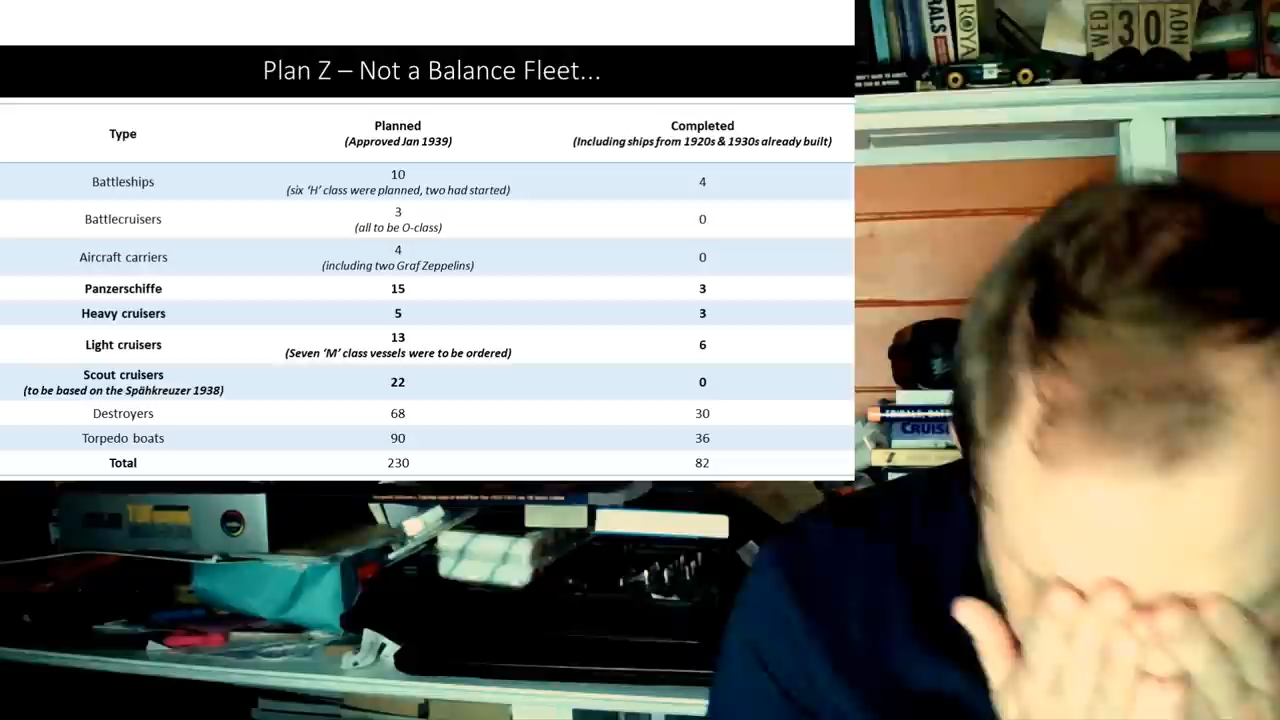 Plan Z – Not a Balance Fleet...
Type Planned Completed
(Approved Jan 1939) (Including ships from 1920s & 1930s already built)
Battleships 10 4
(six ‘H’ class were planned, two had started)
Battlecruisers 3 0
(all to be O-class)
Aircraft carriers 4 0
(including two Graf Zeppelins)
Panzerschiffe 15 3
Heavy cruisers 5 3
Light cruisers 13 6
(Seven ‘M’ class vessels were to be ordered)
Scout cruisers 22 0
(to be based on the Spähkreuzer 1938)
Destroyers 68 30
Torpedo boats 90 36
Total 230 82
WED 30 NOV